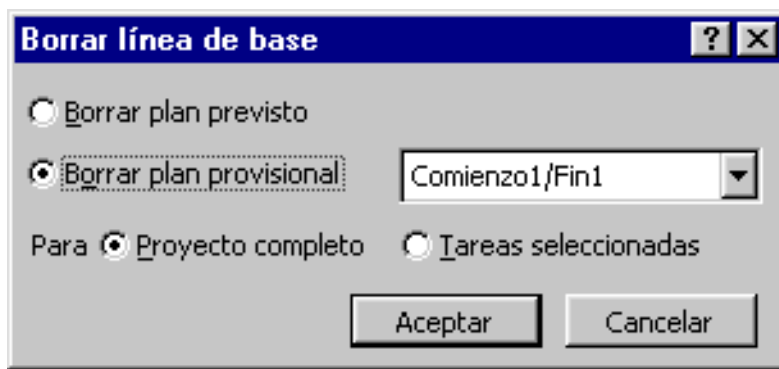 Borrar línea de base
Borrar plan previsto
Borrar plan provisional Comienzo1/Fin1
Para Proyecto completo Tareas seleccionadas
Aceptar Cancelar